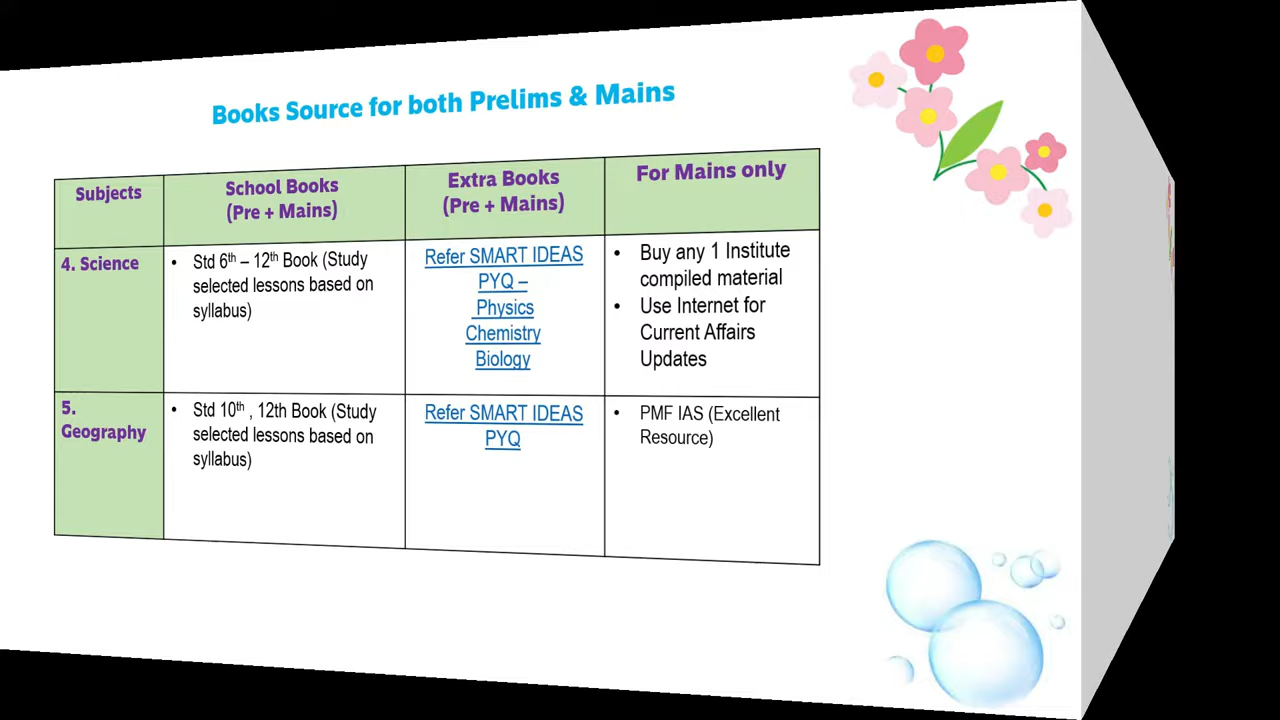 Books Source for both Prelims & Mains
Subjects
School Books
(Pre + Mains)
Extra Books
(Pre + Mains)
For Mains only
4. Science
• Std 6th – 12th Book (Study
selected lessons based on
syllabus)
Refer SMART IDEAS
PYQ –
Physics
Chemistry
Biology
• Buy any 1 Institute
compiled material
• Use Internet for
Current Affairs
Updates
5.
Geography
• Std 10th , 12th Book (Study
selected lessons based on
syllabus)
Refer SMART IDEAS
PYQ
• PMF IAS (Excellent
Resource)